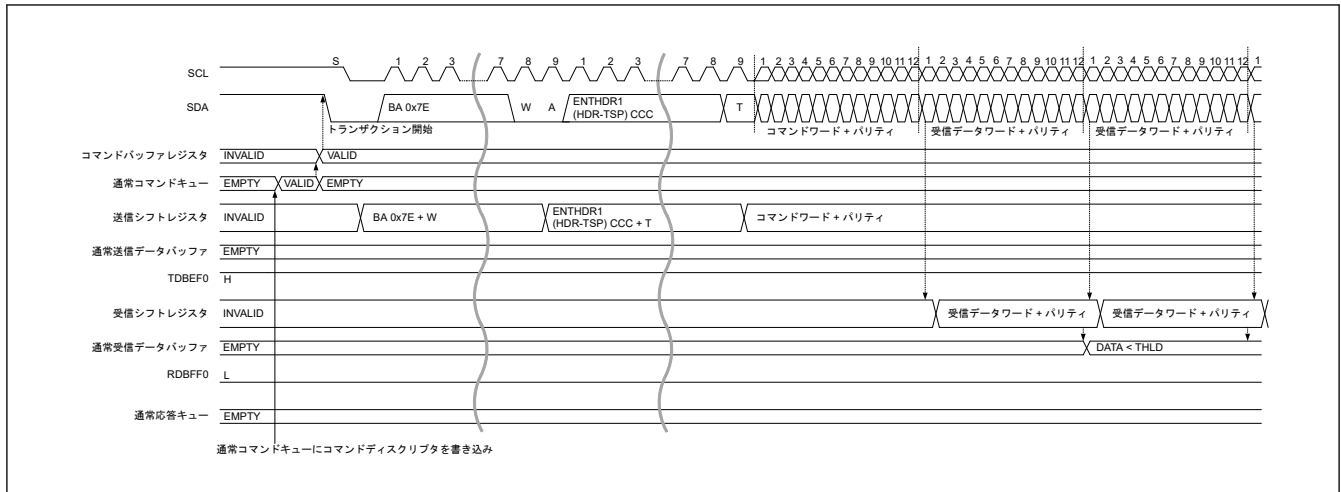 S 1 2 3 7 8 9 1 2 3 7 8 9 1 2 3 4 5 6 7 8 9 10 11 12 1 2 3 4 5 6 7 8 9 10 11 12 1 2 3 4 5 6 7 8 9 10 11 12 1
SCL
SDA BA 0x7E W A ENTHDR1 T
(HDR-TSP) CCC
トランザクション開始 コマンドワード + パリティ 受信データワード + パリティ 受信データワード + パリティ
コマンドバッファレジスタ INVALID VALID
通常コマンドキュー EMPTY VALID EMPTY
送信シフトレジスタ INVALID BA 0x7E + W ENTHDR1 コマンドワード + パリティ
(HDR-TSP) CCC + T
通常送信データバッファ EMPTY
TDBEF0 H
受信シフトレジスタ INVALID 受信データワード + パリティ 受信データワード + パリティ
通常受信データバッファ EMPTY DATA < THLD
RDBFF0 L
通常応答キュー EMPTY
通常コマンドキューにコマンドディスクリプタを書き込み